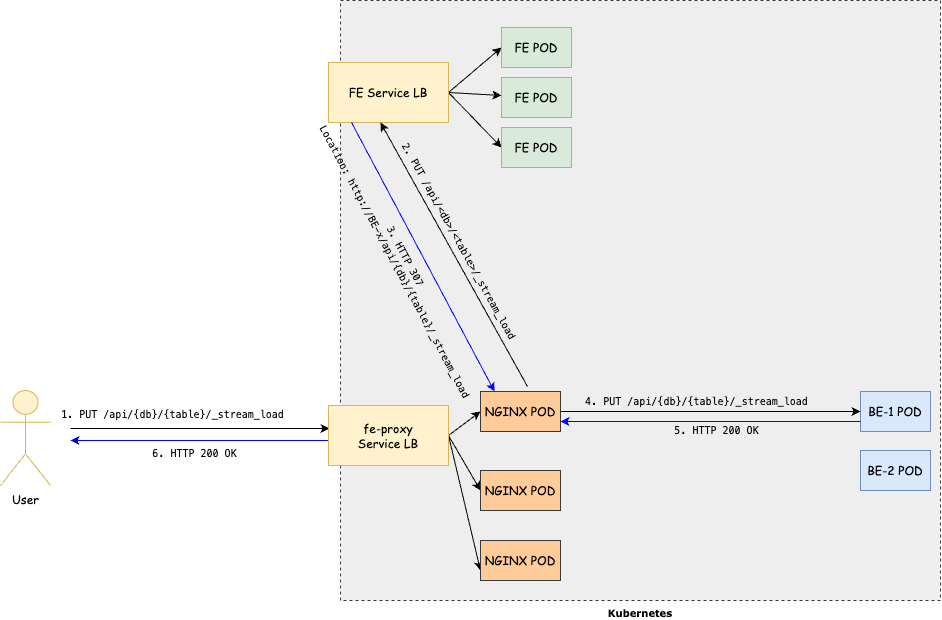 FE POD
FE Service LB
FE POD
FE POD
Location: http://BE-x/api/{db}/{table}/_stream_load
3. HTTP 307
2. PUT /api/<db>/<table>/_stream_load
1. PUT /api/{db}/{table}/_stream_load
6. HTTP 200 OK
User
fe-proxy
Service LB
NGINX POD
4. PUT /api/{db}/{table}/_stream_load
5. HTTP 200 OK
BE-1 POD
BE-2 POD
NGINX POD
NGINX POD
Kubernetes